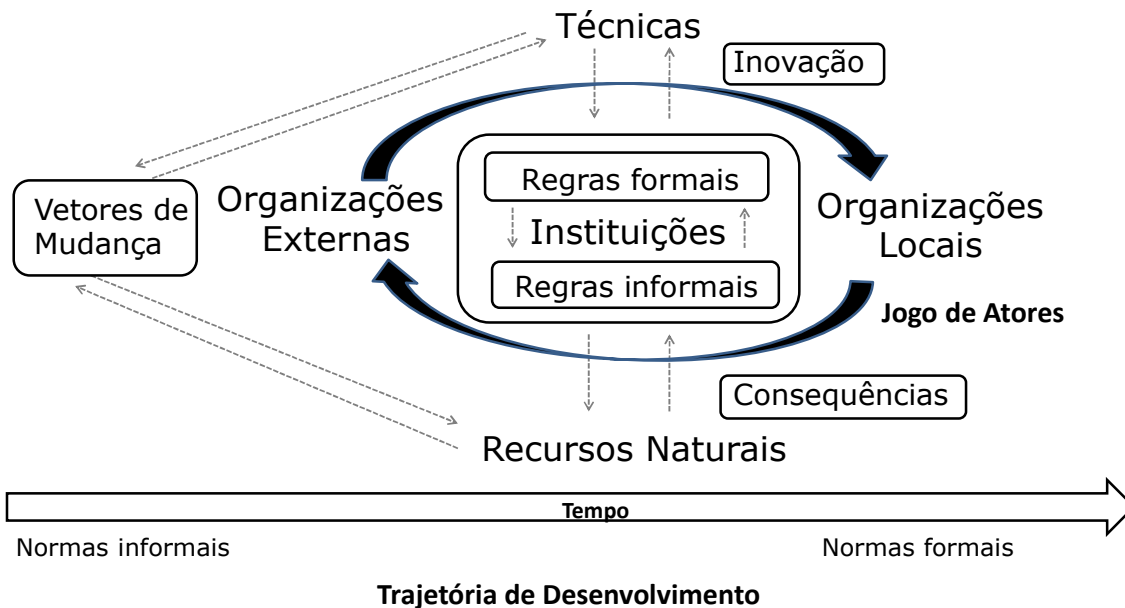 Técnicas
Inovação
Vetores de
Mudança
Organizações
Externas
Regras formais
Instituições
Regras informais
Organizações
Locais
Jogo de Atores
Consequências
Recursos Naturais
Tempo
Normas informais
Normas formais
Trajetória de Desenvolvimento